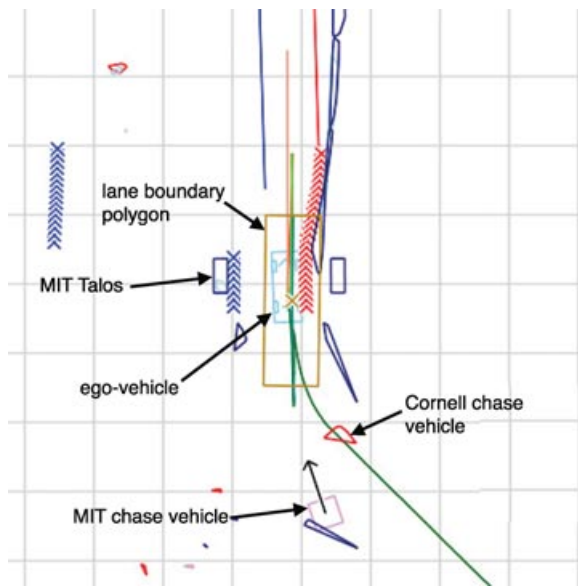 lane boundary
polygon
MIT Talos
ego-vehicle
Cornell chase
vehicle
MIT chase vehicle